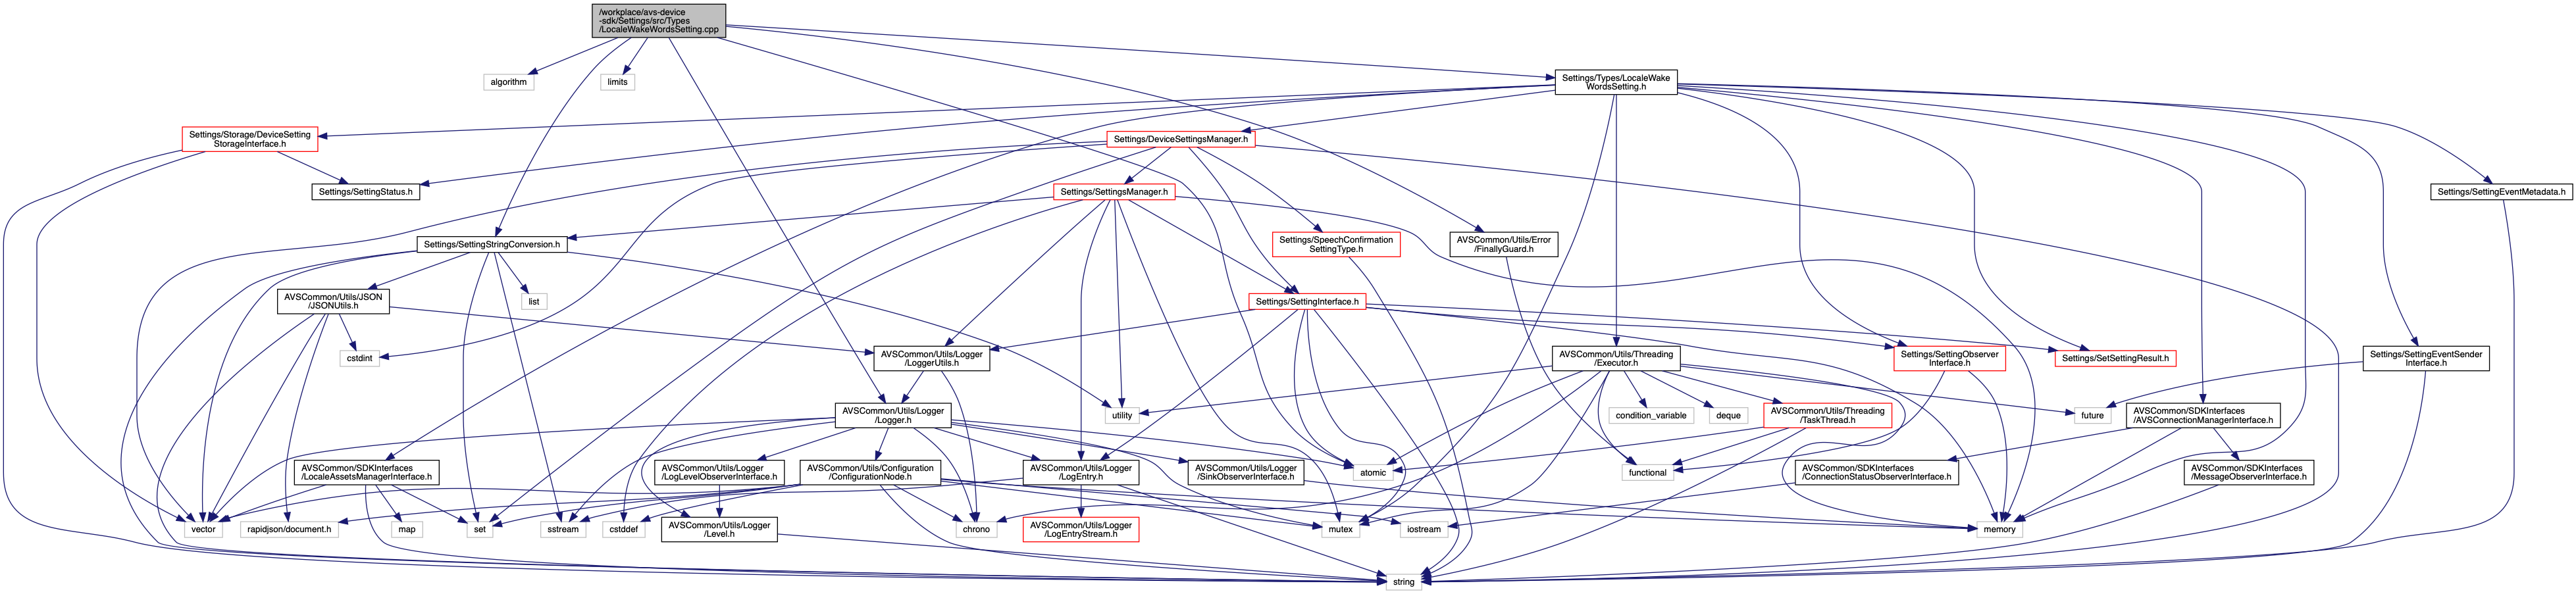 /workplace/avs-device
-sdk/Settings/src/Types
/LocaleWakeWordsSetting.cpp
algorithm
limits
Settings/Types/LocaleWake
WordsSetting.h
Settings/Storage/DeviceSetting
StorageInterface.h
Settings/DeviceSettingsManager.h
Settings/SettingStatus.h
Settings/SettingsManager.h
Settings/SettingEventMetadata.h
Settings/SettingStringConversion.h
Settings/SpeechConfirmation
SettingType.h
AVSCommon/Utils/Error
/FinallyGuard.h
AVSCommon/Utils/JSON
/JSONUtils.h
list
Settings/SettingInterface.h
cstdint
AVSCommon/Utils/Logger
/LoggerUtils.h
AVSCommon/Utils/Threading
/Executor.h
Settings/SettingObserver
Interface.h
Settings/SetSettingResult.h
Settings/SettingEventSender
Interface.h
AVSCommon/Utils/Logger
/Logger.h
utility
condition_variable
deque
AVSCommon/Utils/Threading
/TaskThread.h
future
AVSCommon/SDKInterfaces
/AVSConnectionManagerInterface.h
AVSCommon/SDKInterfaces
/LocaleAssetsManagerInterface.h
AVSCommon/Utils/Logger
/LogLevelObserverInterface.h
AVSCommon/Utils/Configuration
/ConfigurationNode.h
AVSCommon/Utils/Logger
/LogEntry.h
AVSCommon/Utils/Logger
/SinkObserverInterface.h
atomic
functional
AVSCommon/SDKInterfaces
/ConnectionStatusObserverInterface.h
AVSCommon/SDKInterfaces
/MessageObserverInterface.h
vector
rapidjson/document.h
map
set
sstream
cstddef
AVSCommon/Utils/Logger
/Level.h
chrono
AVSCommon/Utils/Logger
/LogEntryStream.h
mutex
iostream
memory
string